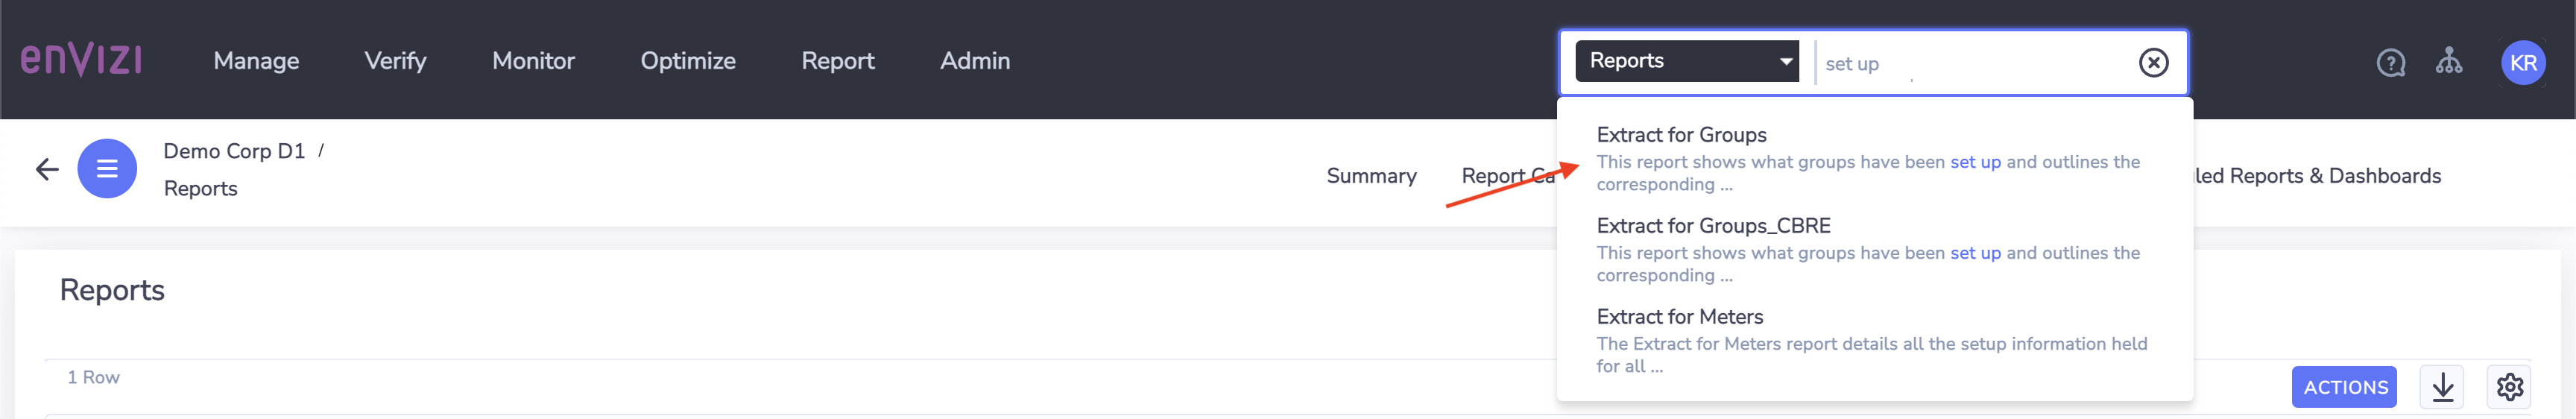 enVIZI
Manage
Verify
Monitor
Optimize
Report
Admin
Reports
set up
KR
Demo Corp D1 /
Reports
Summary
Report Ca
led Reports & Dashboards
Extract for Groups
This report shows what groups have been set up and outlines the
corresponding ...
Extract for Groups_CBRE
This report shows what groups have been set up and outlines the
corresponding ...
Extract for Meters
The Extract for Meters report details all the setup information held
for all ...
Reports
1 Row
ACTIONS